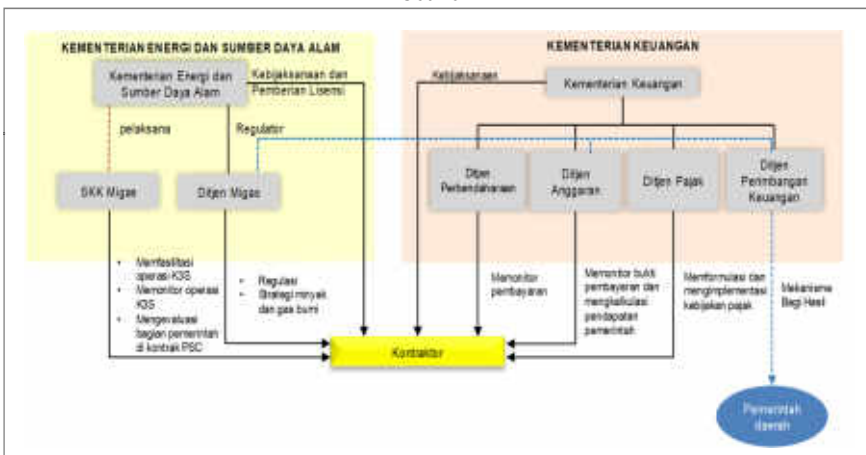 KEMENTERIAN ENERGI DAN SUMBER DAYA ALAM
Kementerian Energi dan
Sumber Daya Alam
Kebijaksanaan dan
Pemberian Lisensi
pelaksana
Regulator
SKK Migas
Ditjen Migas
KEMENTERIAN KEUANGAN
Kebijaksanaan
Kementerian Keuangan
Ditjen
Perbendaharaan
Ditjen
Anggaran
Ditjen Pajak
Ditjen
Perimbangan
Keuangan
• Memfasilitasi
operasi K3S
• Memonitor operasi
K3S
• Mengevaluasi
bagian pemerintah
di kontrak PSC
• Regulasi
• Strategi minyak
dan gas bumi
Memonitor
pembayaran
Memonitor bukti
pembayaran dan
mengkalkulasi
pendapatan
pemerintah
Memformulasi dan
mengimplementasi
kebijakan pajak
Mekanisme
Bagi Hasil
Kontraktor
Pemerintah
daerah